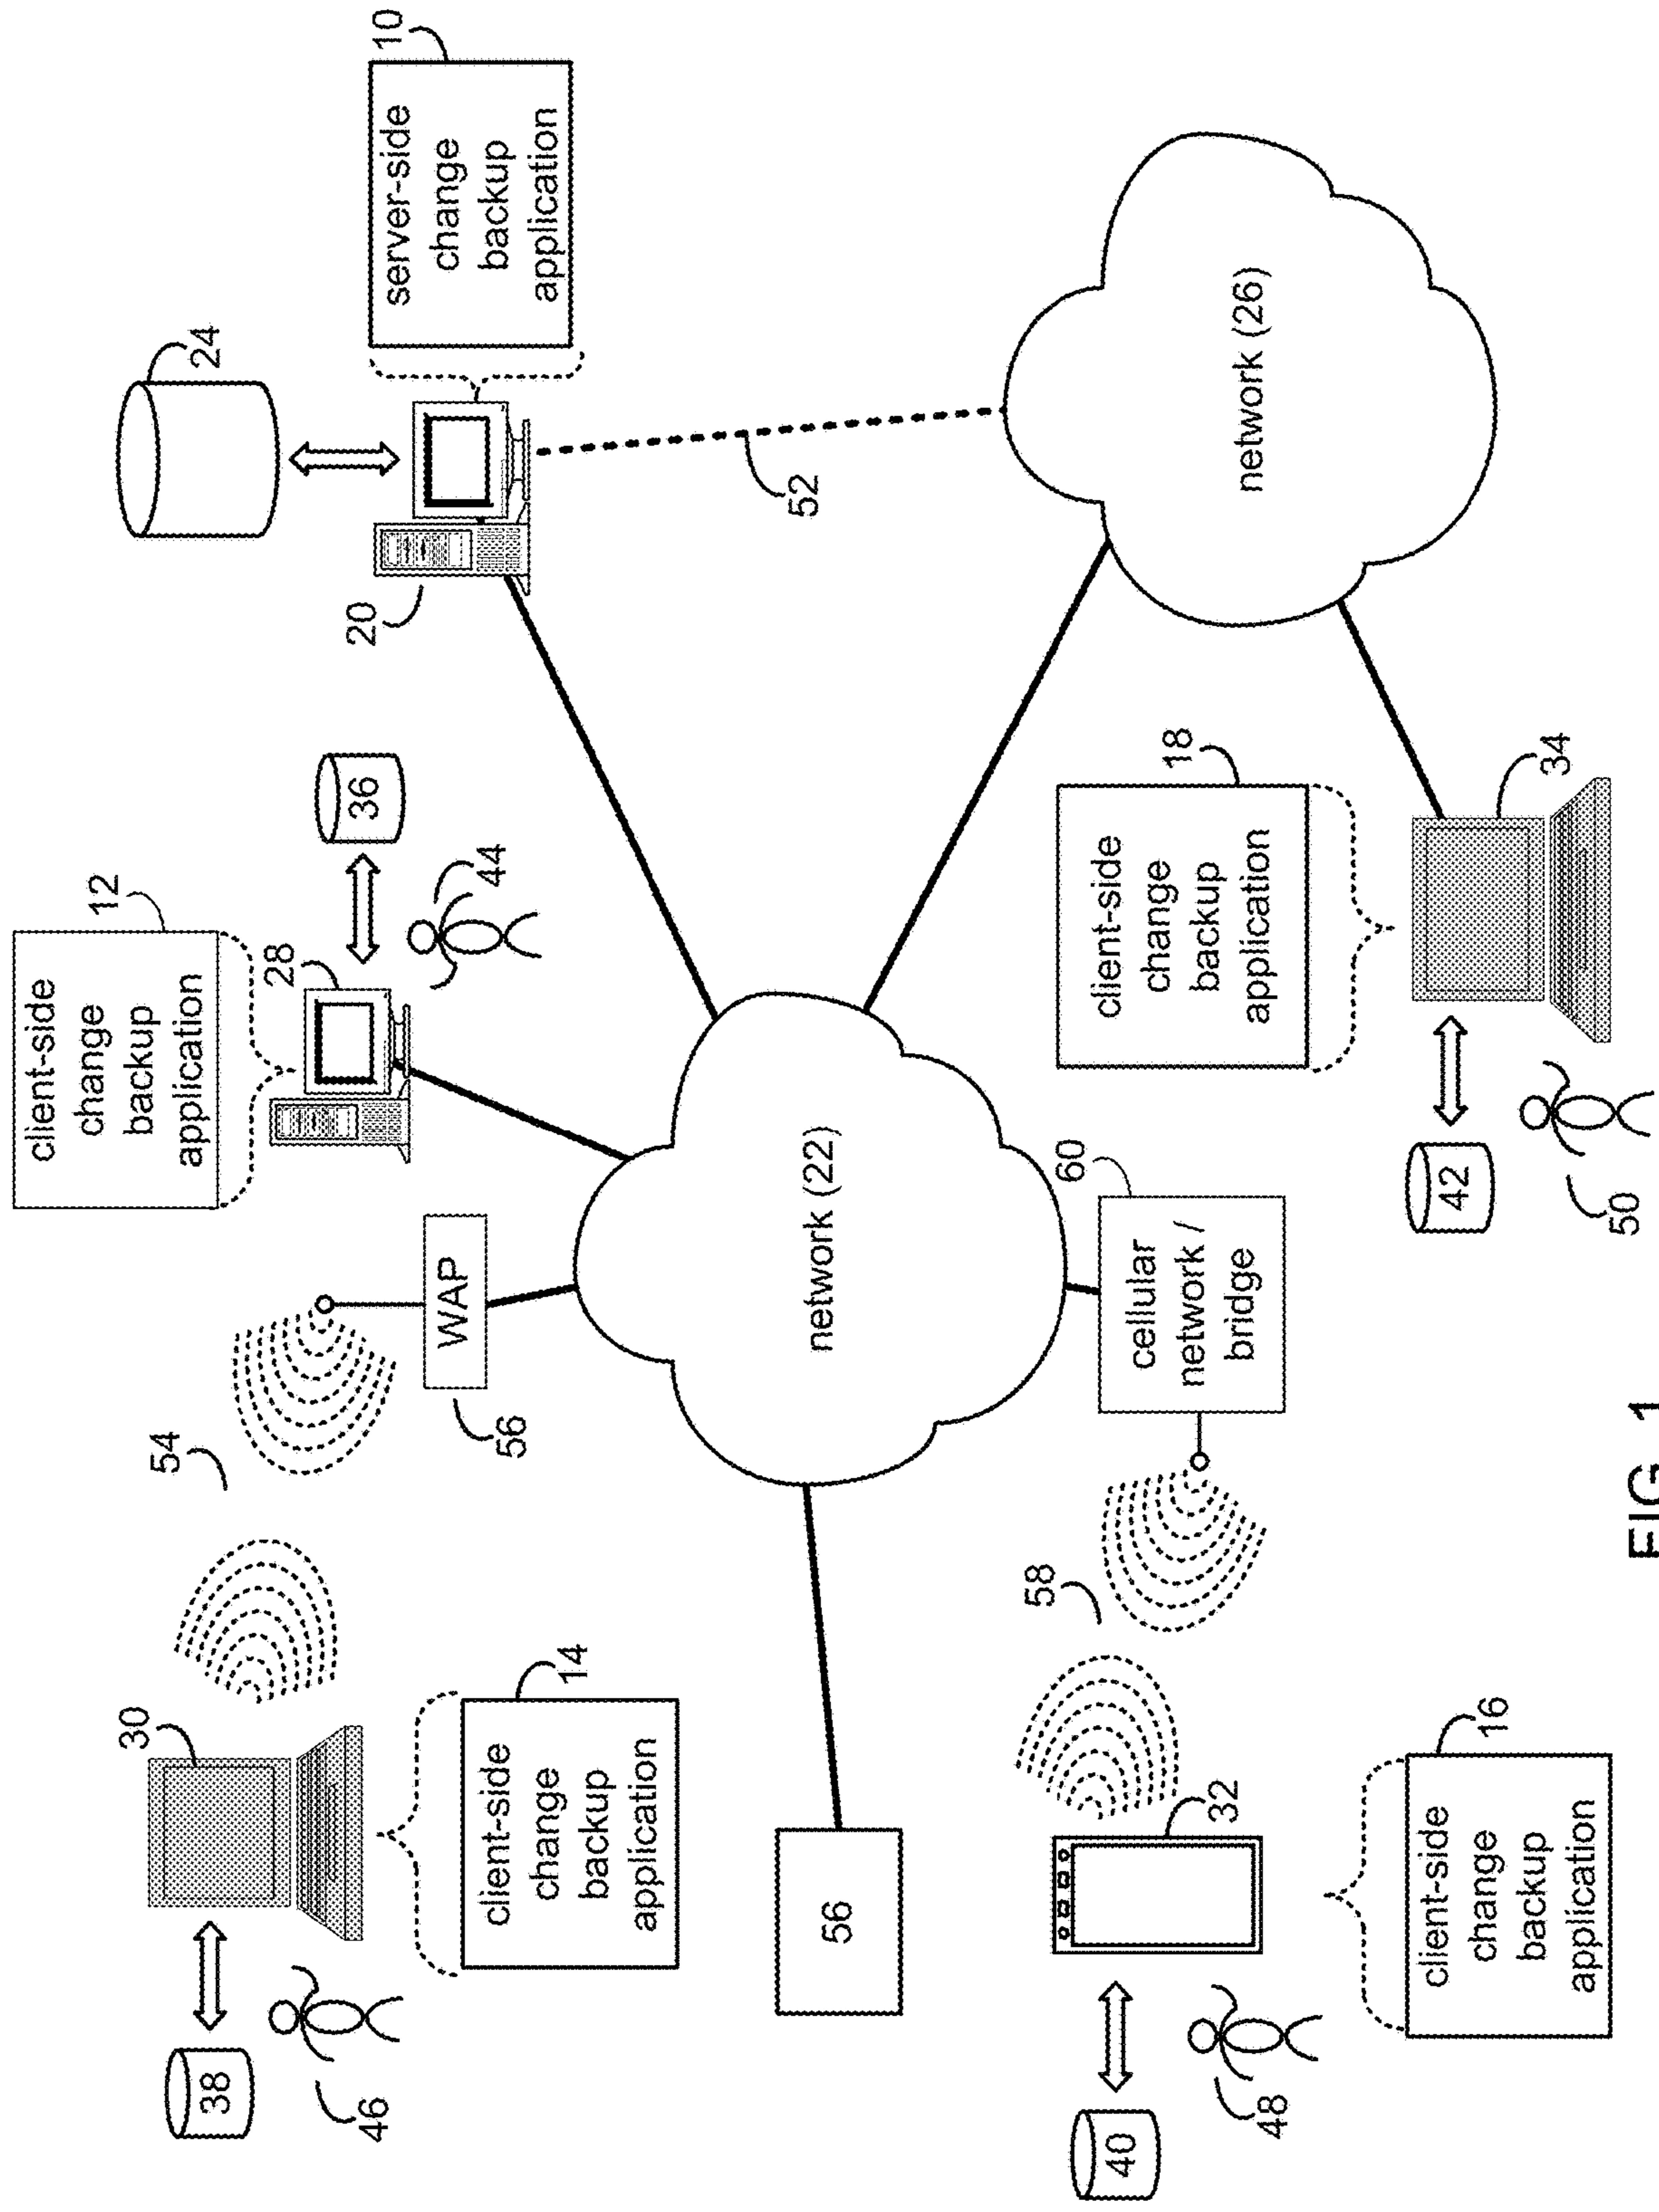 38
46
30
client-side
change
backup
application
14
54
WAP
56
client-side
change
backup
application
12
28
36
44
24
20
server-side
change
backup
application
10
52
56
network (22)
network (26)
40
48
32
58
cellular
network /
bridge
60
client-side
change
backup
application
18
client-side
change
backup
application
16
42
50
34
FIG. 1